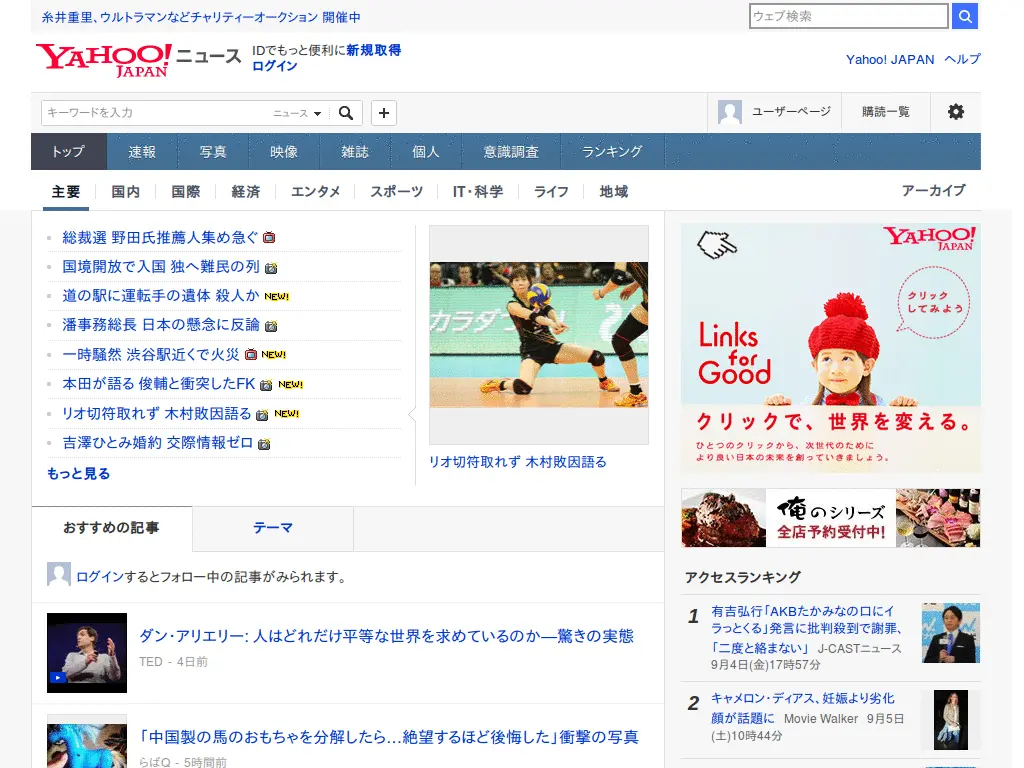 糸井重里、ウルトラマンなどチャリティーオークション 開催中
ウェブ検索
YAHOO!
JAPAN
ニュース
IDでもっと便利に新規取得
ログイン
Yahoo! JAPAN ヘルプ
キーワードを入力
ニュース
ユーザーページ
購読一覧
トップ
速報
写真
映像
雑誌
個人
意識調査
ランキング
主要
国内
国際
経済
エンタメ
スポーツ
IT・科学
ライフ
地域
アーカイブ
総裁選 野田氏推薦人集め急ぐ
国境開放で入国 独へ難民の列
道の駅に運転手の遺体 殺人か NEW!
潘事務総長 日本の懸念に反論
一時騒然 渋谷駅近くで火災 NEW!
本田が語る 俊輔と衝突したFK NEW!
リオ切符取れず 木村敗因語る NEW!
吉澤ひとみ婚約 交際情報ゼロ
もっと見る
カラダ
リオ切符取れず 木村敗因語る
YAHOO!
JAPAN
クリック
してみよう
Links
for
Good
クリックで、世界を変える。
ひとつのクリックから、次世代のために
より良い日本の未来を創っていきましょう。
俺のシリーズ
全店予約受付中!
おすすめの記事
テーマ
ログインするとフォロー中の記事がみられます。
ダン・アリエリー: 人はどれだけ平等な世界を求めているのか―驚きの実態
TED - 4日前
「中国製の馬のおもちゃを分解したら…絶望するほど後悔した」衝撃の写真
らばQ - 5時間前
アクセスランキング
1
有吉弘行「AKBたかみなの口にイ
ラっとくる」発言に批判殺到で謝罪、
「二度と絡まない」 J-CASTニュース
9月4日(金)17時57分
2
キャメロン・ディアス、妊娠より劣化
顔が話題に Movie Walker 9月5日
(土)10時44分